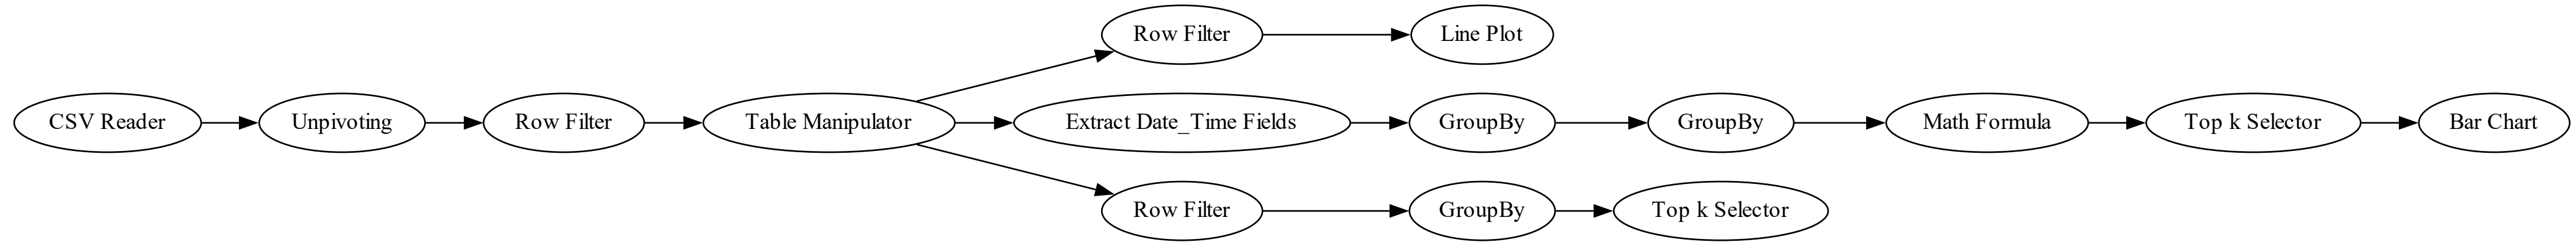 Row Filter
Line Plot
CSV Reader
Unpivoting
Row Filter
Table Manipulator
Extract Date_Time Fields
GroupBy
GroupBy
Math Formula
Top k Selector
Bar Chart
Row Filter
GroupBy
Top k Selector